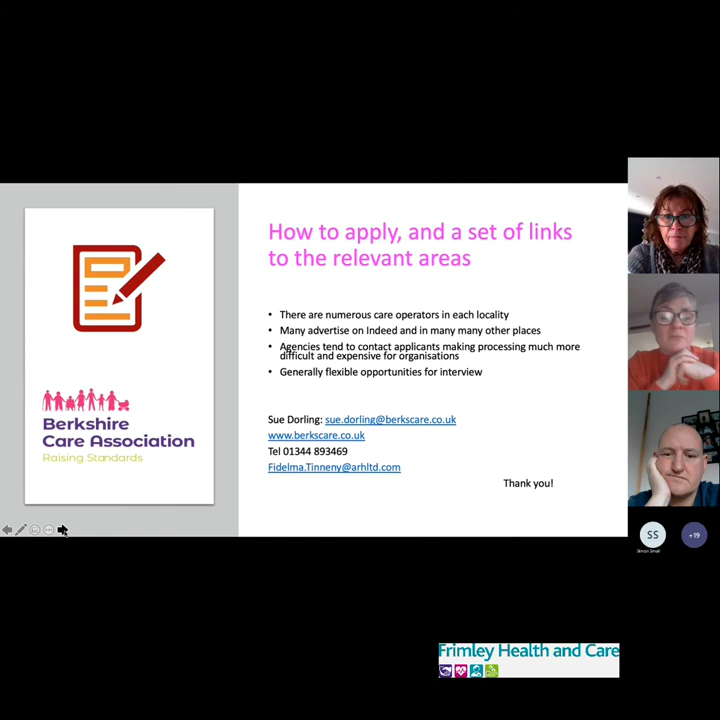 How to apply, and a set of links
to the relevant areas
• There are numerous care operators in each locality
• Many advertise on Indeed and in many many other places
• Agencies tend to contact applicants making processing much more
difficult and expensive for organisations
• Generally flexible opportunities for interview
Sue Dorling: sue.dorling@berkscare.co.uk
www.berkscare.co.uk
Tel 01344 893469
Fidelma.Tinneny@arhltd.com
Thank you!
Berkshire
Care Association
Raising Standards
SS
+19
Simon Small
Frimley Health and Care